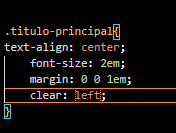 .titulo-principal{
text-align: center;
font-size: 2em;
margin: 0 0 1em;
clear: left;
}